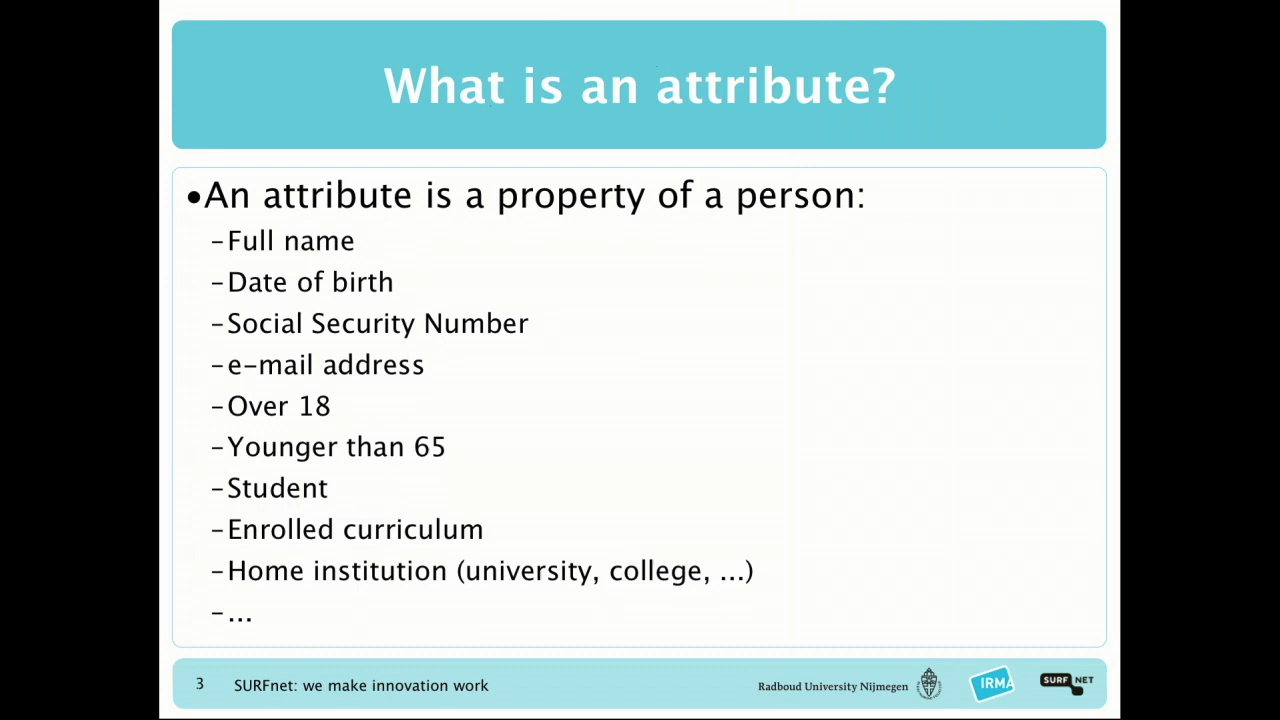 What is an attribute?
•An attribute is a property of a person:
–Full name
–Date of birth
–Social Security Number
–e-mail address
–Over 18
–Younger than 65
–Student
–Enrolled curriculum
–Home institution (university, college, ...)
–...
3 SURFnet: we make innovation work Radboud University Nijmegen IRMA SURF NET